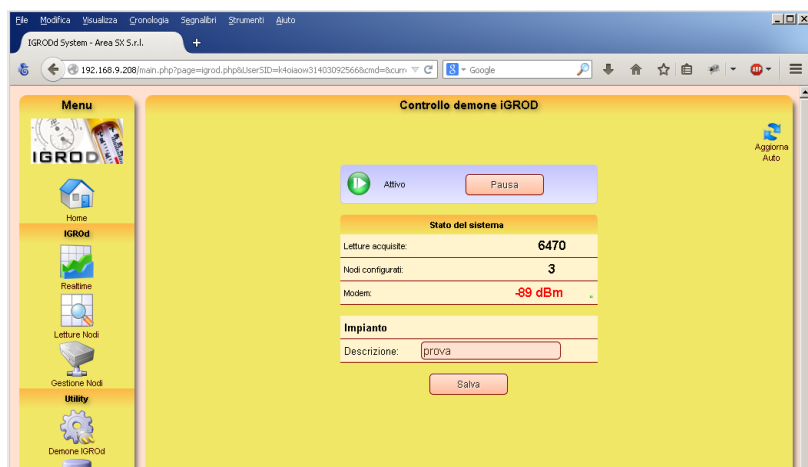 File Modifica Visualizza Cronologia Segnalibri Strumenti Aiuto
IGRODd System - Area SX S.r.l.
192.168.9.208/main.php?page=igrod.php&UserSID=k4oiaow31403092566&cmd=&curr
Google
Menu
Controllo demone iGROD
IGROD
Aggiorna
Auto
Attivo
Pausa
Home
IGROd
Stato del sistema
Letture acquisite: 6470
Nodi configurati: 3
Modem: -89 dBm
Realtime
Impianto
Letture Nodi
Descrizione: prova
Gestione Nodi
Salva
Utility
Demone IGROd